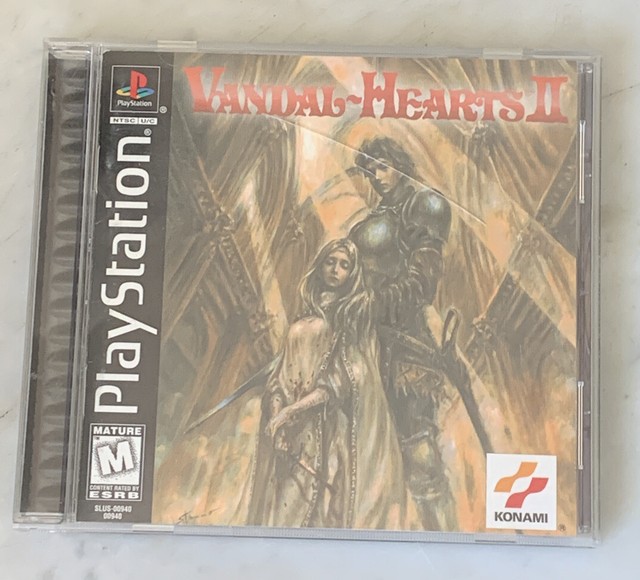 PlayStation
®
NTSC U/C
PlayStation®
VANDAL-HEARTS II
MATURE
M
CONTENT RATED BY
ESRB
SLUS-00940
00940
KONAMI